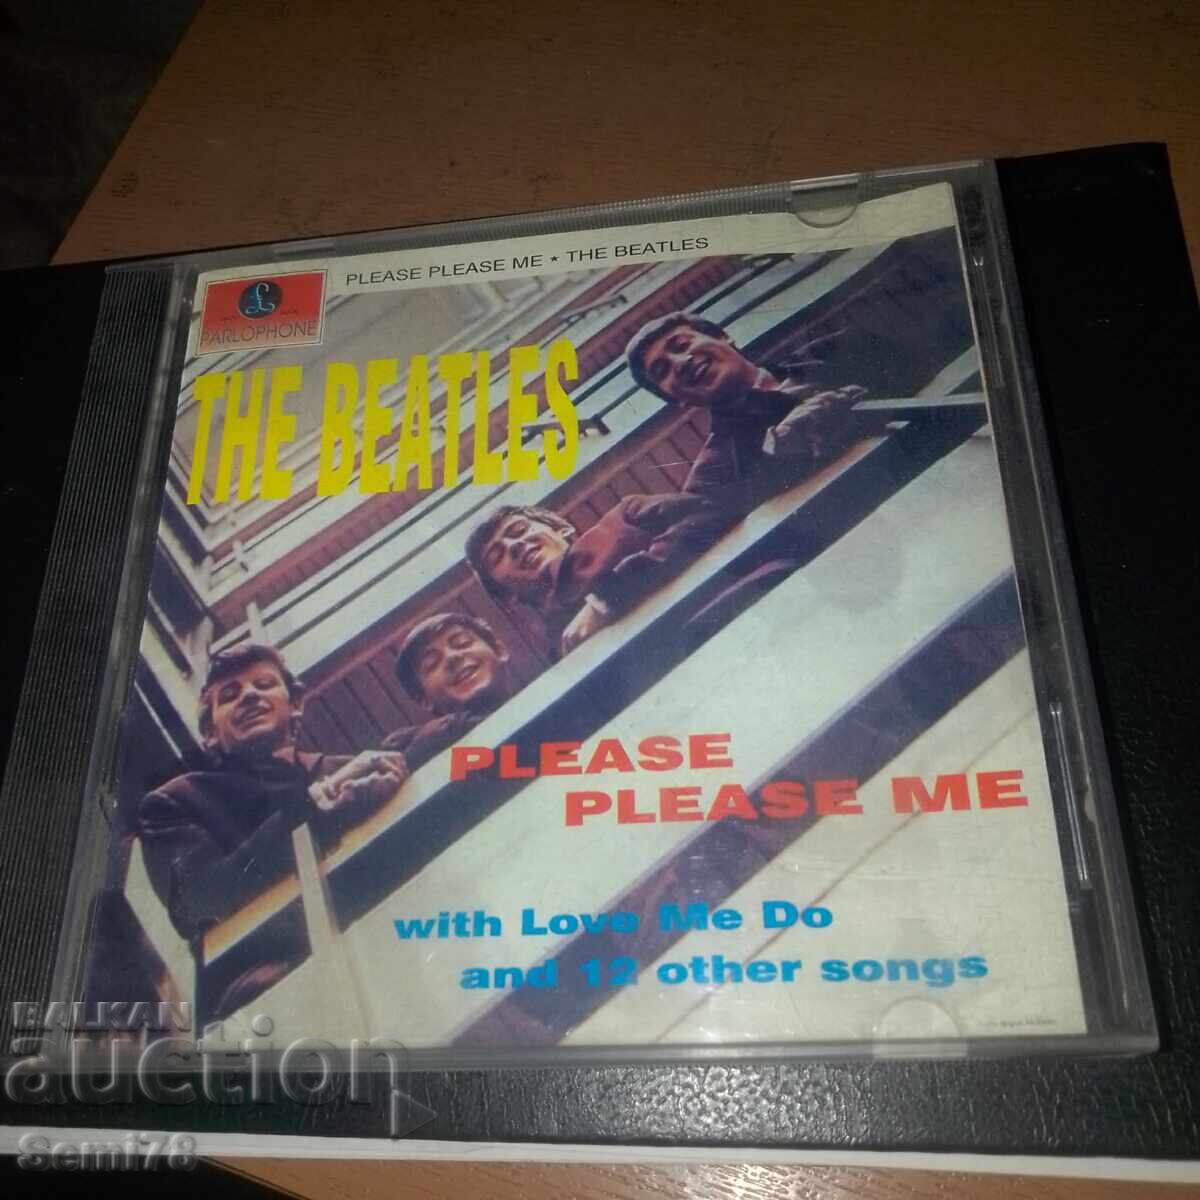 PLEASE PLEASE ME ★ THE BEATLES
PARLOPHONE
THE BEATLES
PLEASE
PLEASE ME
with Love Me Do
and 12 other songs
BALKAN
auction
Semi78